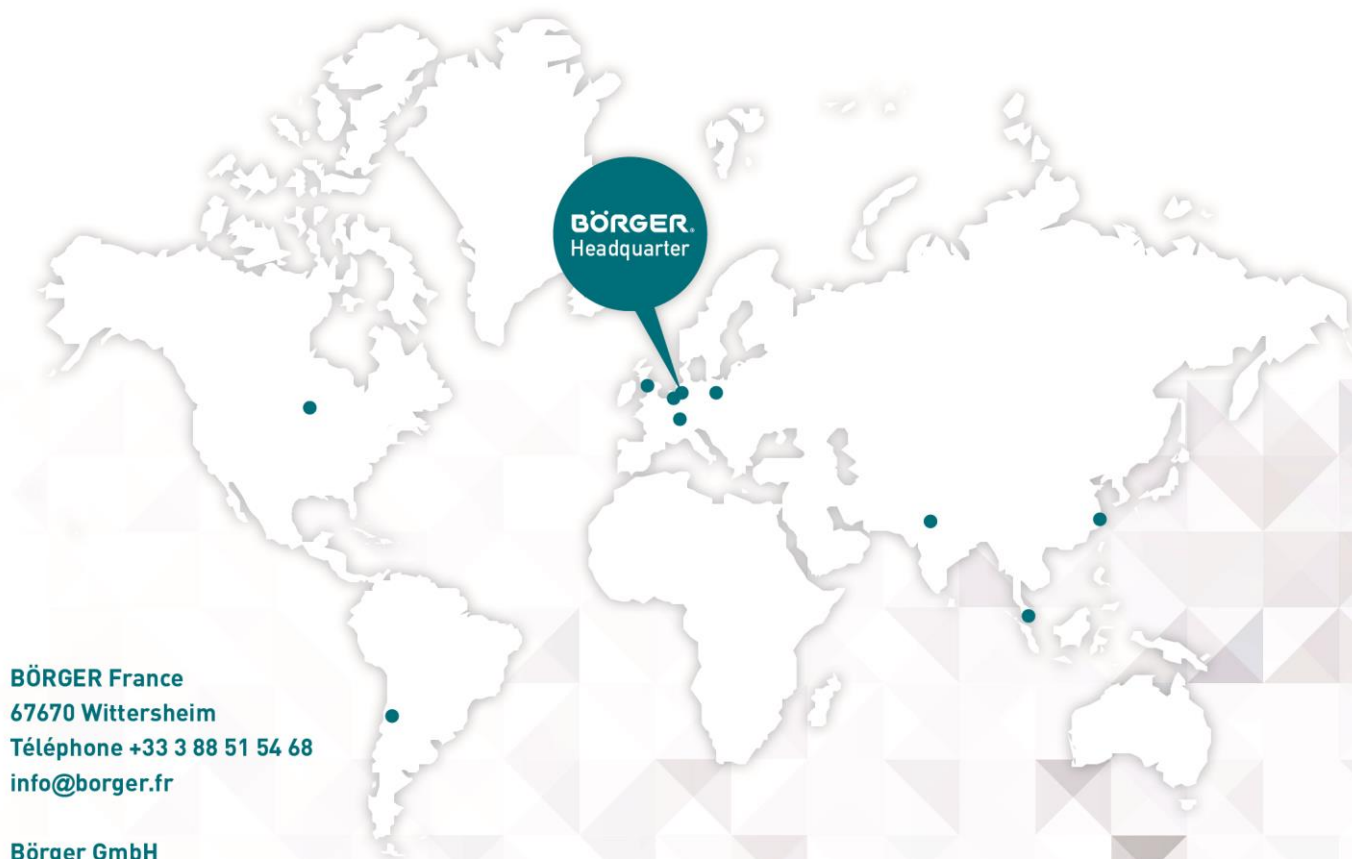 BÖRGER®
Headquarter
BÖRGER France
67670 Wittersheim
Téléphone +33 3 88 51 54 68
info@borger.fr
Börger GmbH